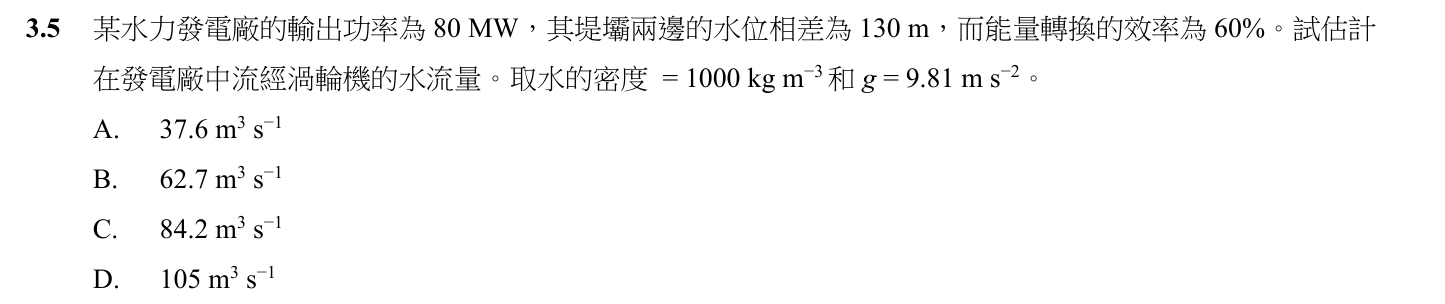 3.5 某水力發電廠的輸出功率為 80 MW，其堤壩兩邊的水位相差為 130 m，而能量轉換的效率為 60%。試估計
在發電廠中流經渦輪機的水流量。取水的密度 = 1000 kg m⁻³ 和 g = 9.81 m s⁻²。
A. 37.6 m³ s⁻¹
B. 62.7 m³ s⁻¹
C. 84.2 m³ s⁻¹
D. 105 m³ s⁻¹